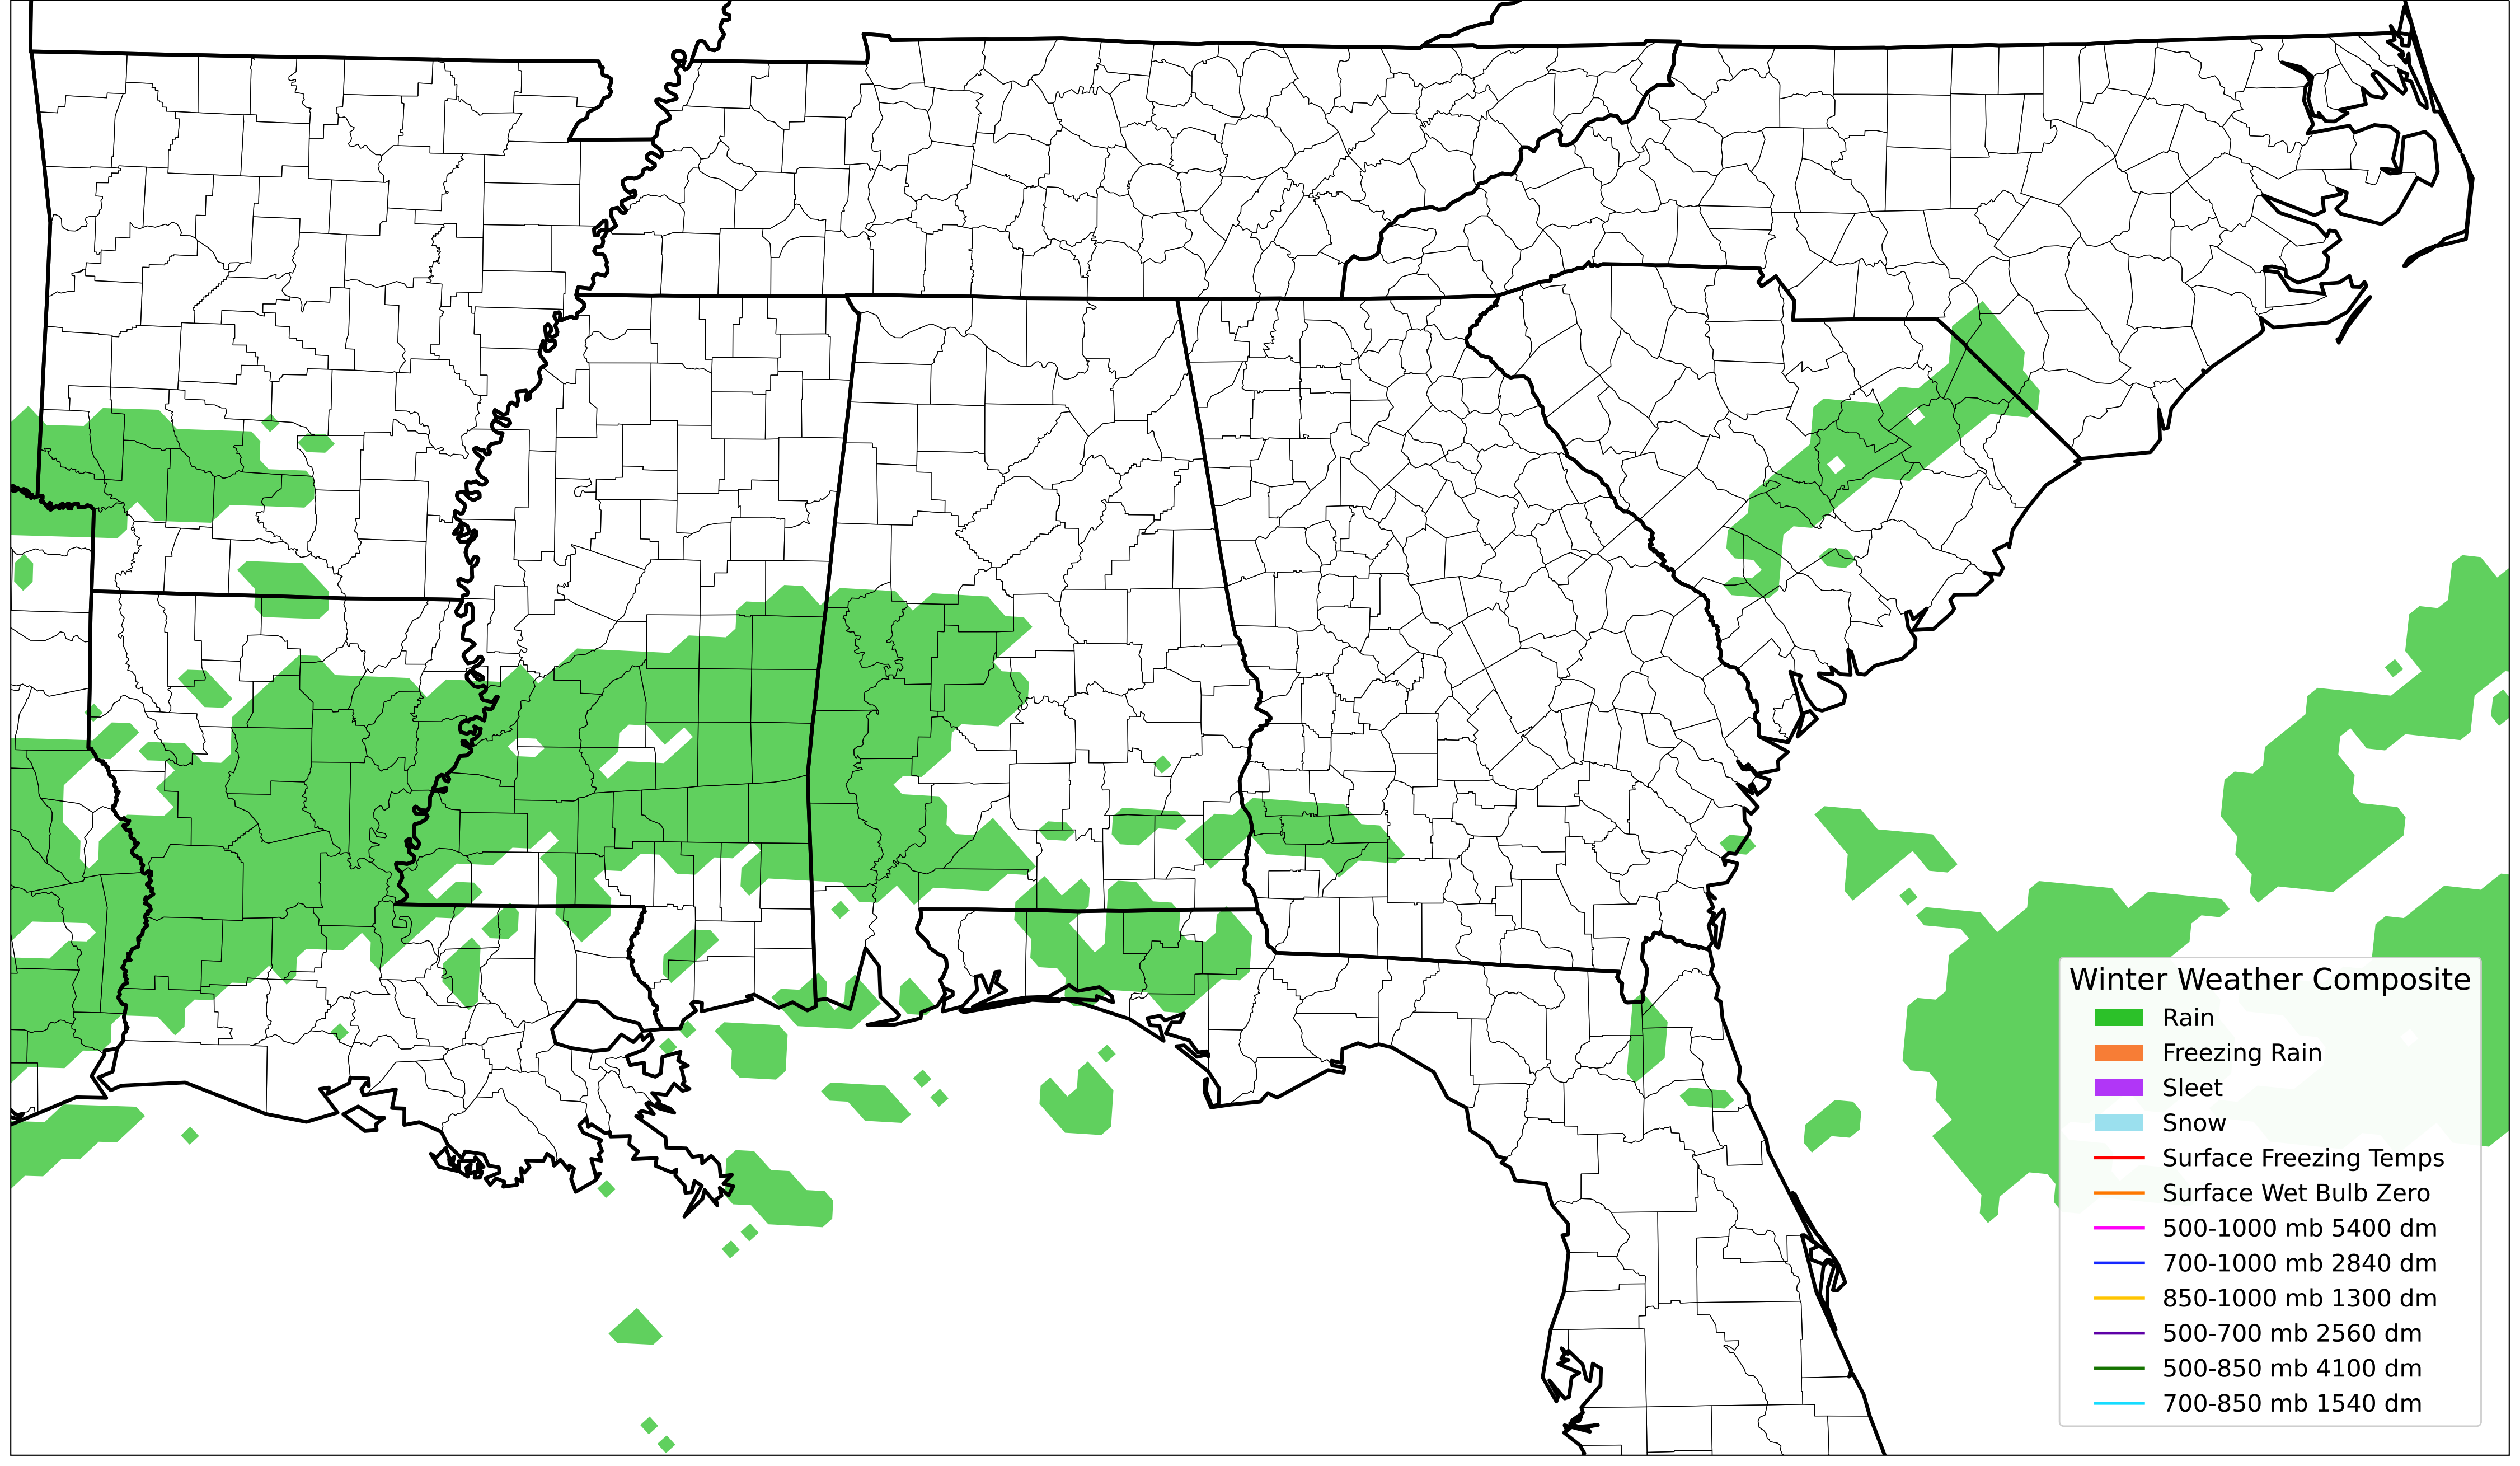 Winter Weather Composite
Rain
Freezing Rain
Sleet
Snow
Surface Freezing Temps
Surface Wet Bulb Zero
500-1000 mb 5400 dm
700-1000 mb 2840 dm
850-1000 mb 1300 dm
500-700 mb 2560 dm
500-850 mb 4100 dm
700-850 mb 1540 dm